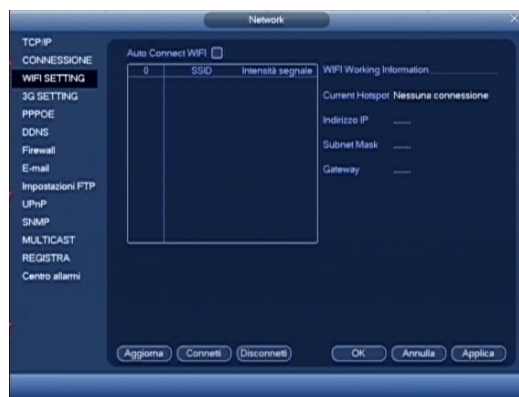 Network
TCP/IP
CONNESSIONE
WIFI SETTING
3G SETTING
PPPOE
DDNS
Firewall
E-mail
Impostazioni FTP
UPnP
SNMP
MULTICAST
REGISTRA
Centro allarmi
Auto Connect WIFI
0 SSID Intensità segnale
WIFI Working Information
Current Hotspot Nessuna connessione
Indirizzo IP ......
Subnet Mask ......
Gateway ......
Aggiorna Connetti Disconnetti OK Annulla Applica